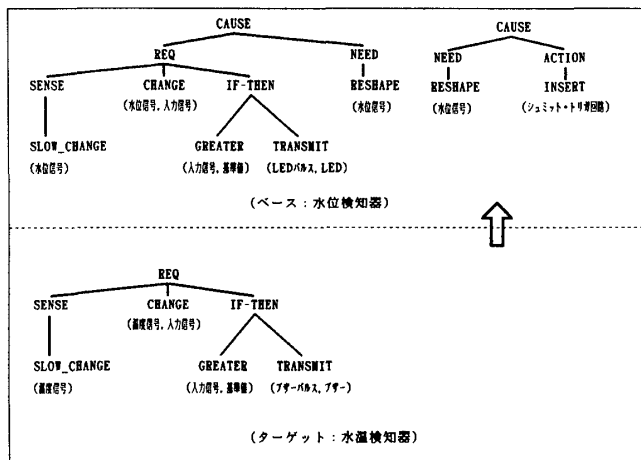 CAUSE
CAUSE
REQ
NEED
NEED
ACTION
SENSE
CHANGE
IF-THEN
RESHAPE
RESHAPE
INSERT
(水位信号, 入力信号)
(水位信号)
(水位信号)
(シュミット・トリガ回路)
SLOW_CHANGE
GREATER
TRANSMIT
(水位信号)
(入力信号, 基準値)
(LEDパルス, LED)
(ベース:水位検知器)
REQ
SENSE
CHANGE
IF-THEN
(温度信号, 入力信号)
SLOW_CHANGE
GREATER
TRANSMIT
(温度信号)
(入力信号, 基準値)
(ブザーパルス, ブザー)
(ターゲット:水温検知器)